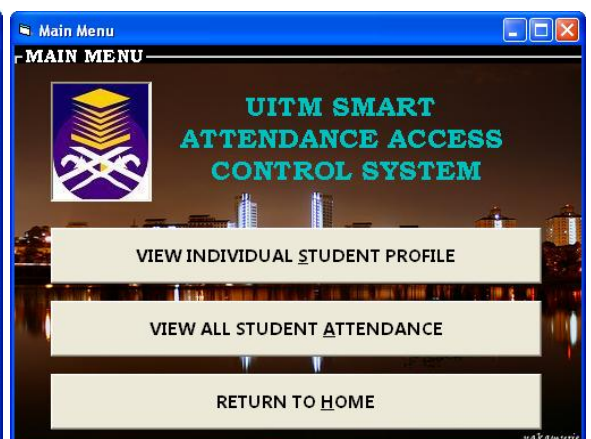 Main Menu
MAIN MENU
UITM SMART
ATTENDANCE ACCESS
CONTROL SYSTEM
VIEW INDIVIDUAL STUDENT PROFILE
VIEW ALL STUDENT ATTENDANCE
RETURN TO HOME